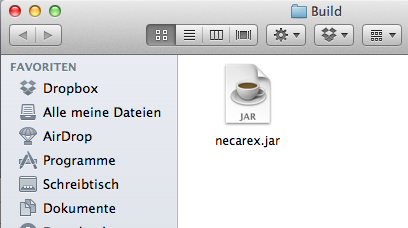 Build
FAVORITEN
Dropbox
Alle meine Dateien
AirDrop
Programme
Schreibtisch
Dokumente
JAR
necarex.jar